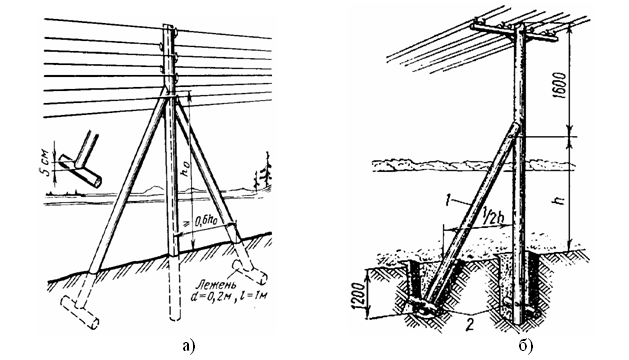 5 см
h₀
≥ 0,6h₀
Лежень
d=0,2м, l=1м
а)
1600
h
1
1/2h
1200
2
б)